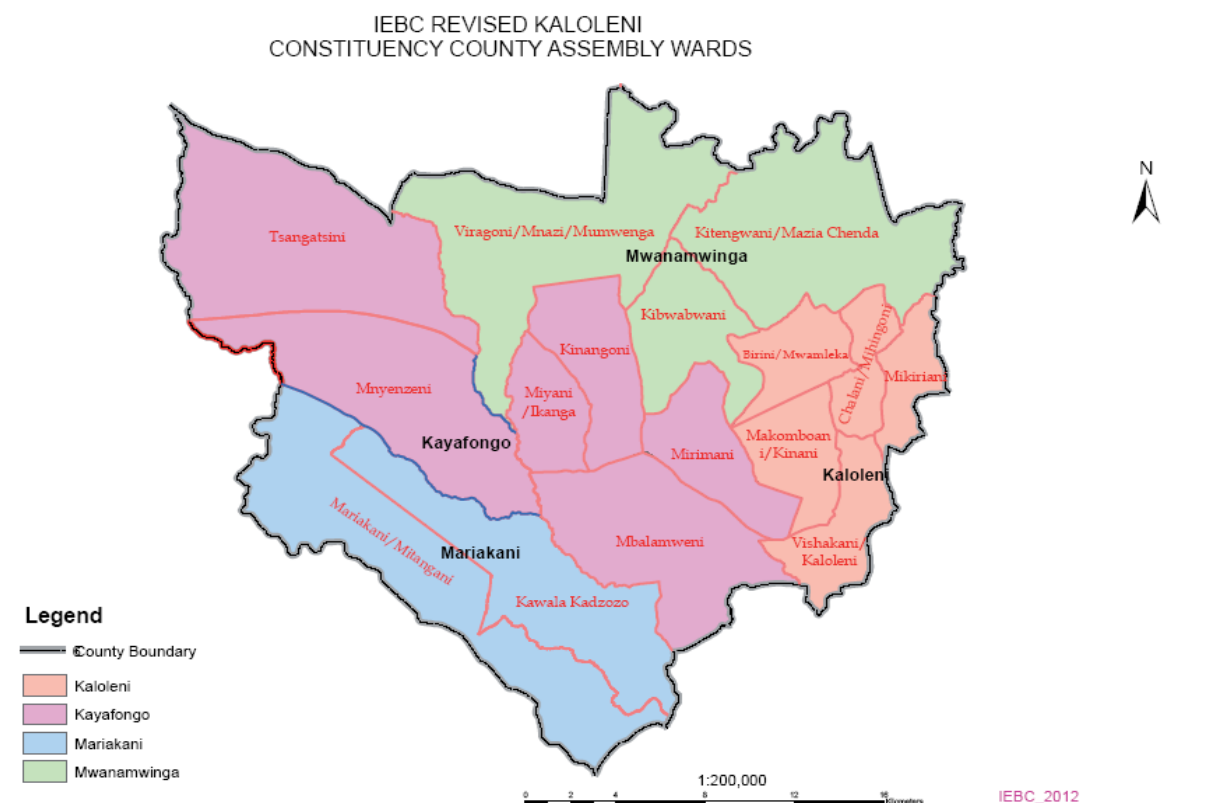 IEBC REVISED KALOLENI
CONSTITUENCY COUNTY ASSEMBLY WARDS
N
Tsangatsini
Viragoni/Mnazi/Mumwenga
Kitengwani/Mazia Chenda
Mwanamwinga
Kibwabwani
Kinangoni
Birini/Mwamleka
Chalani/Mihingoni
Mikiriani
Mnyenzeni
Miyani
/Ikanga
Kayafongo
Mirimani
Makomboan
i/Kinani
Kaloleni
Mariakani/Mitangani
Mariakani
Mbalamweni
Vishakani/
Kaloleni
Kawala Kadzozo
Legend
County Boundary
Kaloleni
Kayafongo
Mariakani
Mwanamwinga
1:200,000
0 2 4 8 12 16
Kilometers
IEBC_2012